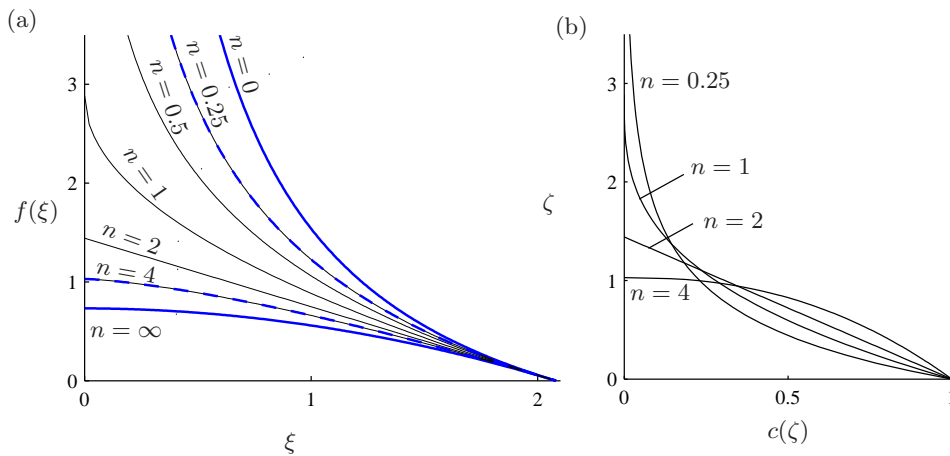 (a)
3
2
1
0
f(ξ)
n = 0
n = 0.25
n = 0.5
n = 1
n = 2
n = 4
n = ∞
0
1
2
ξ
(b)
3
2
1
0
ζ
n = 0.25
n = 1
n = 2
n = 4
0
0.5
1
c(ζ)